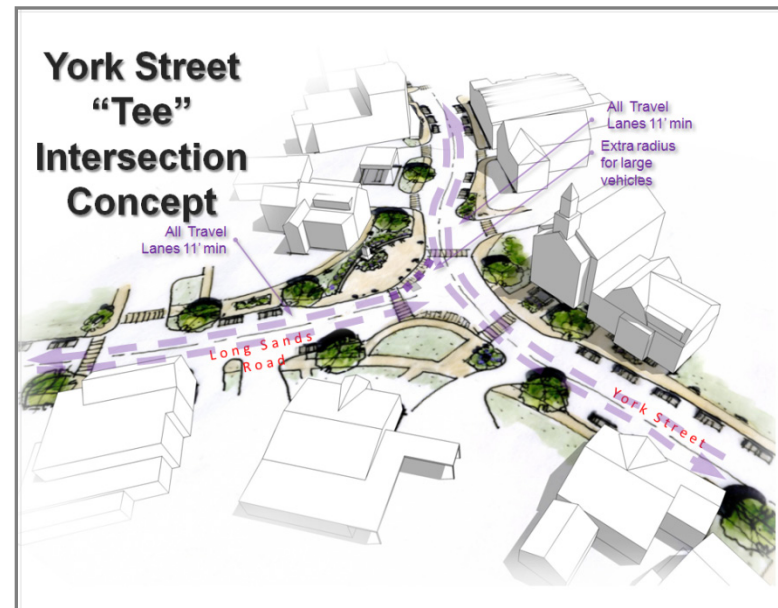 York Street
“Tee”
Intersection
Concept
All Travel
Lanes 11’ min
Extra radius
for large
vehicles
All Travel
Lanes 11’ min
Long Sands
Road
York Street